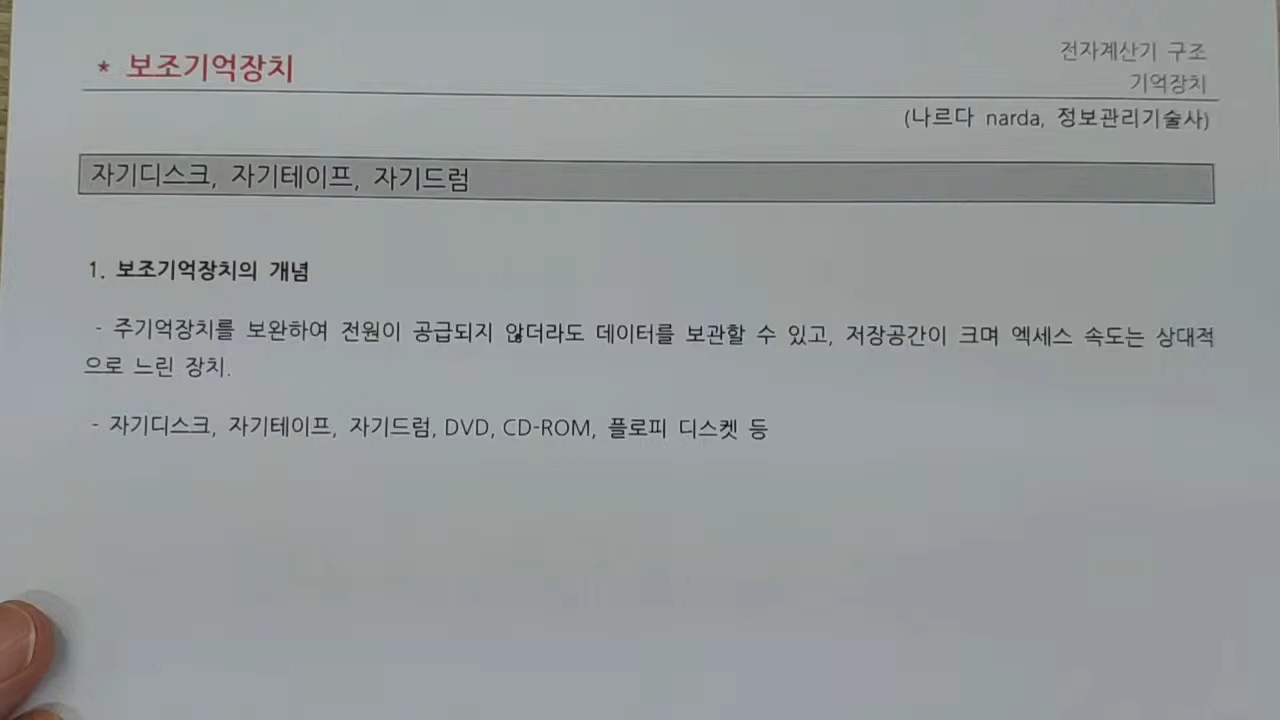 * 보조기억장치
전자계산기 구조
기억장치
(나르다 narda, 정보관리기술사)
자기디스크, 자기테이프, 자기드럼
1. 보조기억장치의 개념
- 주기억장치를 보완하여 전원이 공급되지 않더라도 데이터를 보관할 수 있고, 저장공간이 크며 엑세스 속도는 상대적
으로 느린 장치.
- 자기디스크, 자기테이프, 자기드럼, DVD, CD-ROM, 플로피 디스켓 등